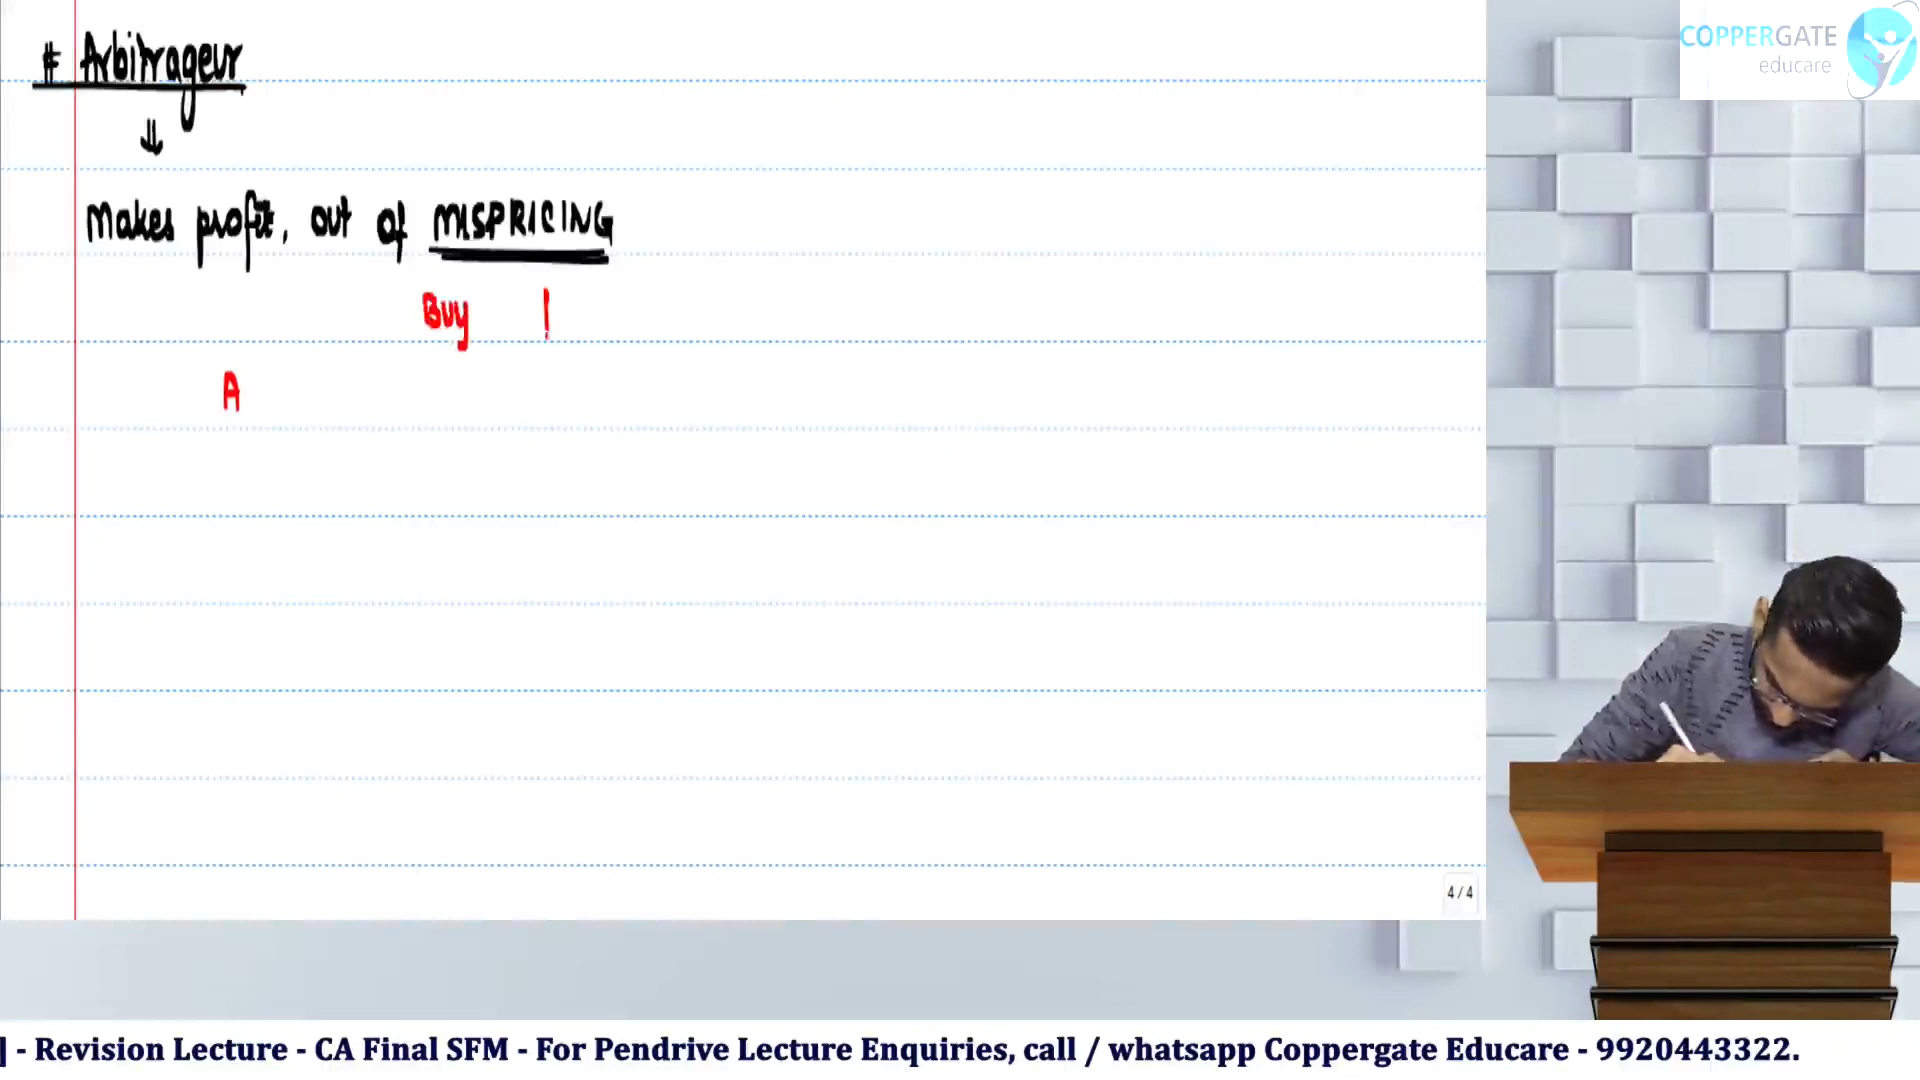 # Arbitrageur
⇓
Makes profit, out of MISPRICING
Buy |
A
COPPERGATE
educare
4/4
] - Revision Lecture - CA Final SFM - For Pendrive Lecture Enquiries, call / whatsapp Coppergate Educare - 9920443322.